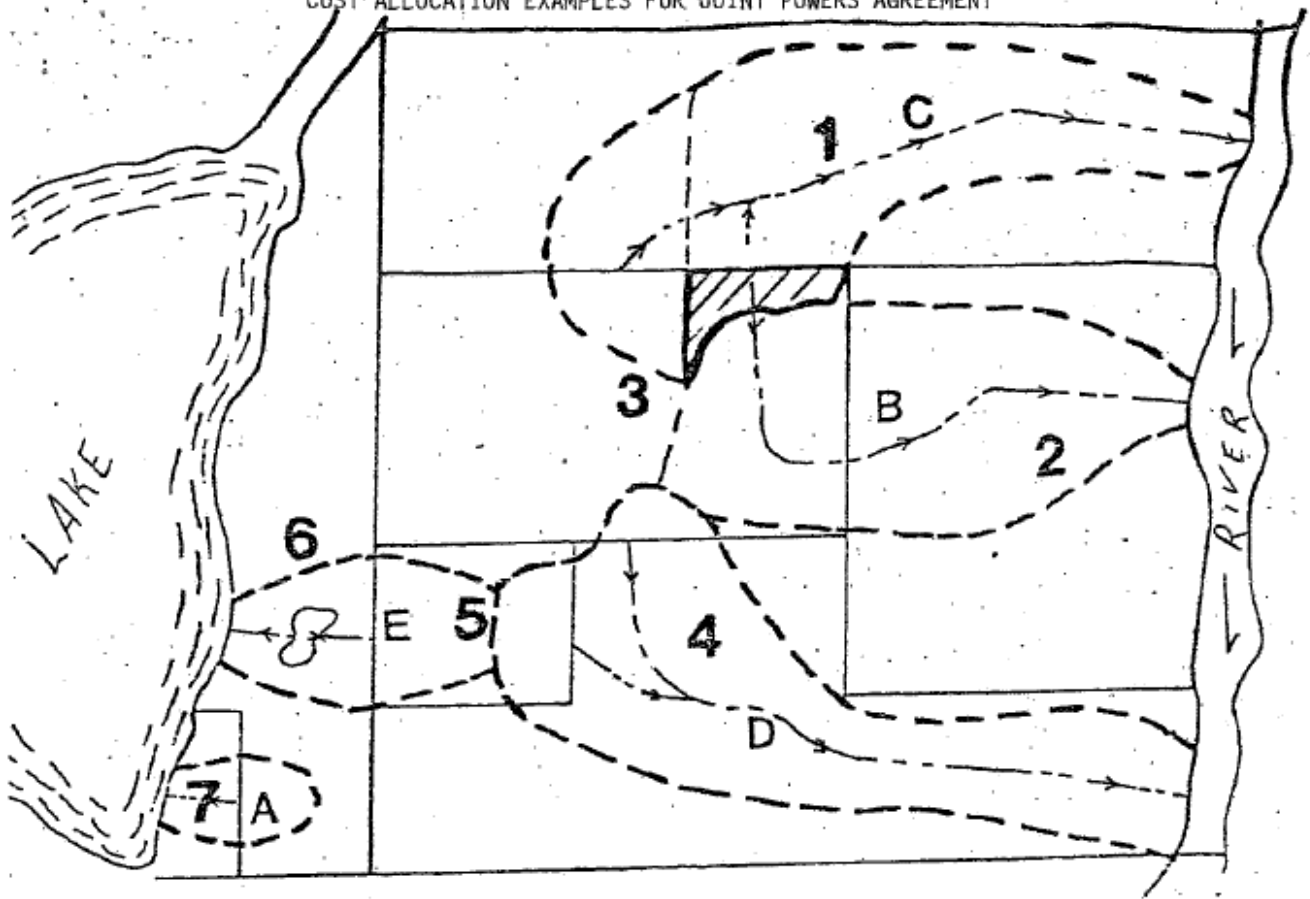 COST ALLOCATION EXAMPLES FOR JOINT POWERS AGREEMENT
1
C
3
B
2
LAKE
RIVER
6
E
5
4
D
7
A